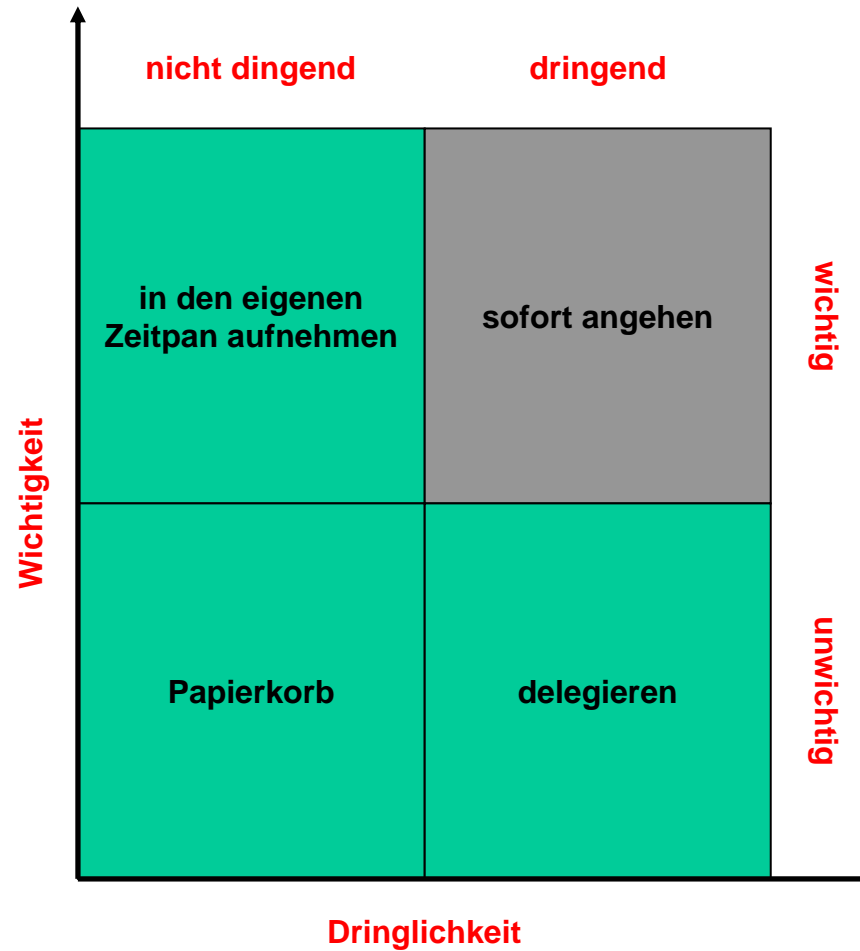 nicht dingend
dringend
in den eigenen
Zeitpan aufnehmen
sofort angehen
wichtig
Wichtigkeit
Papierkorb
delegieren
unwichtig
Dringlichkeit